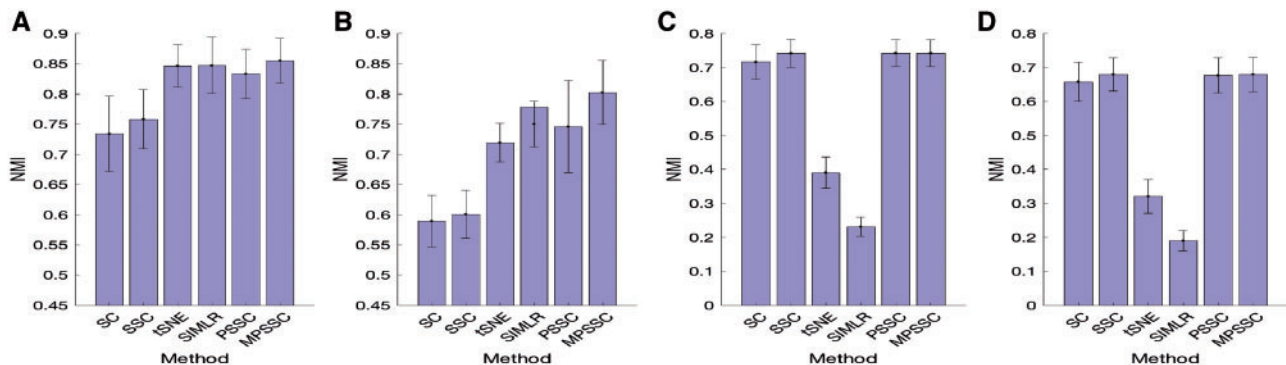 A
NMI
0.9
0.85
0.8
0.75
0.7
0.65
0.6
0.55
0.5
0.45
SC
SSC
tSNE
SIMLR
PSSC
MPSSC
Method
B
NMI
0.9
0.85
0.8
0.75
0.7
0.65
0.6
0.55
0.5
0.45
SC
SSC
tSNE
SIMLR
PSSC
MPSSC
Method
C
NMI
0.8
0.7
0.6
0.5
0.4
0.3
0.2
0.1
0
SC
SSC
tSNE
SIMLR
PSSC
MPSSC
Method
D
NMI
0.8
0.7
0.6
0.5
0.4
0.3
0.2
0.1
0
SC
SSC
tSNE
SIMLR
PSSC
MPSSC
Method